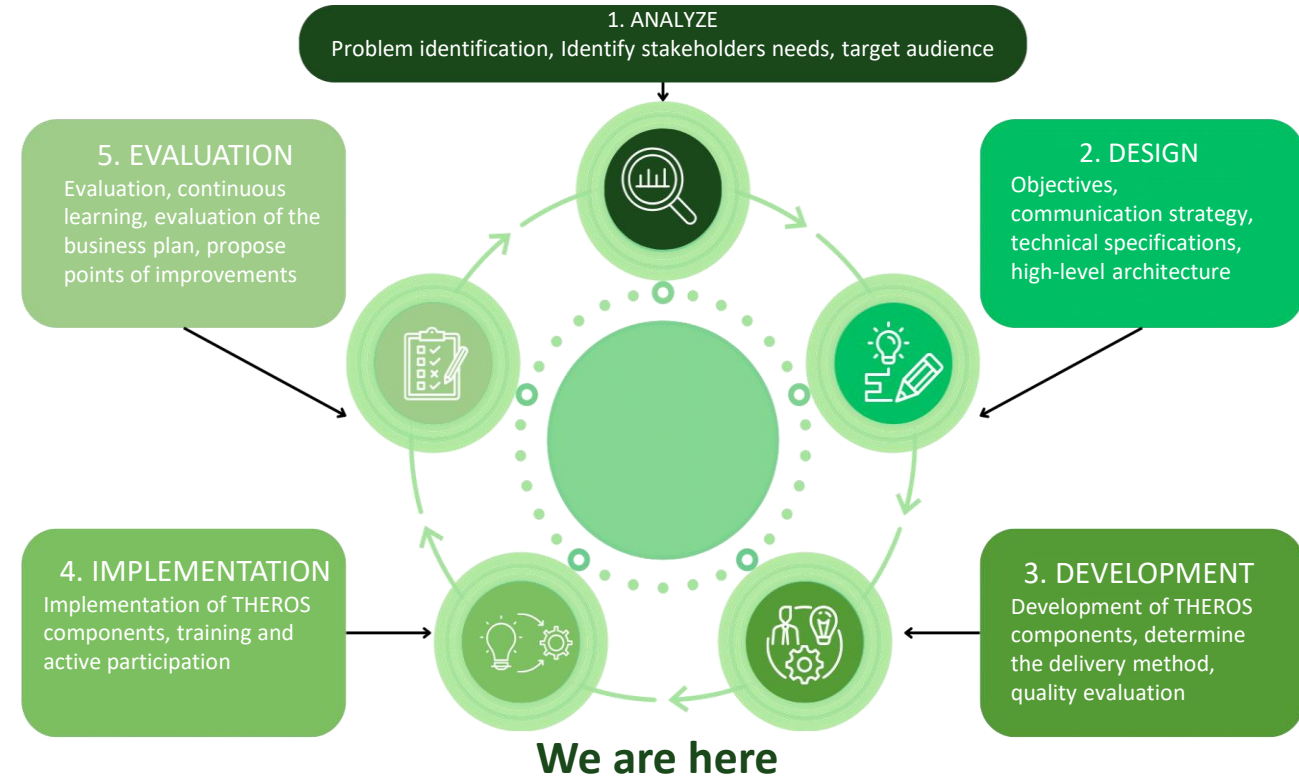 1. ANALYZE
Problem identification, Identify stakeholders needs, target audience
5. EVALUATION
Evaluation, continuous
learning, evaluation of the
business plan, propose
points of improvements
2. DESIGN
Objectives,
communication strategy,
technical specifications,
high-level architecture
4. IMPLEMENTATION
Implementation of THEROS
components, training and
active participation
3. DEVELOPMENT
Development of THEROS
components, determine
the delivery method,
quality evaluation
We are here